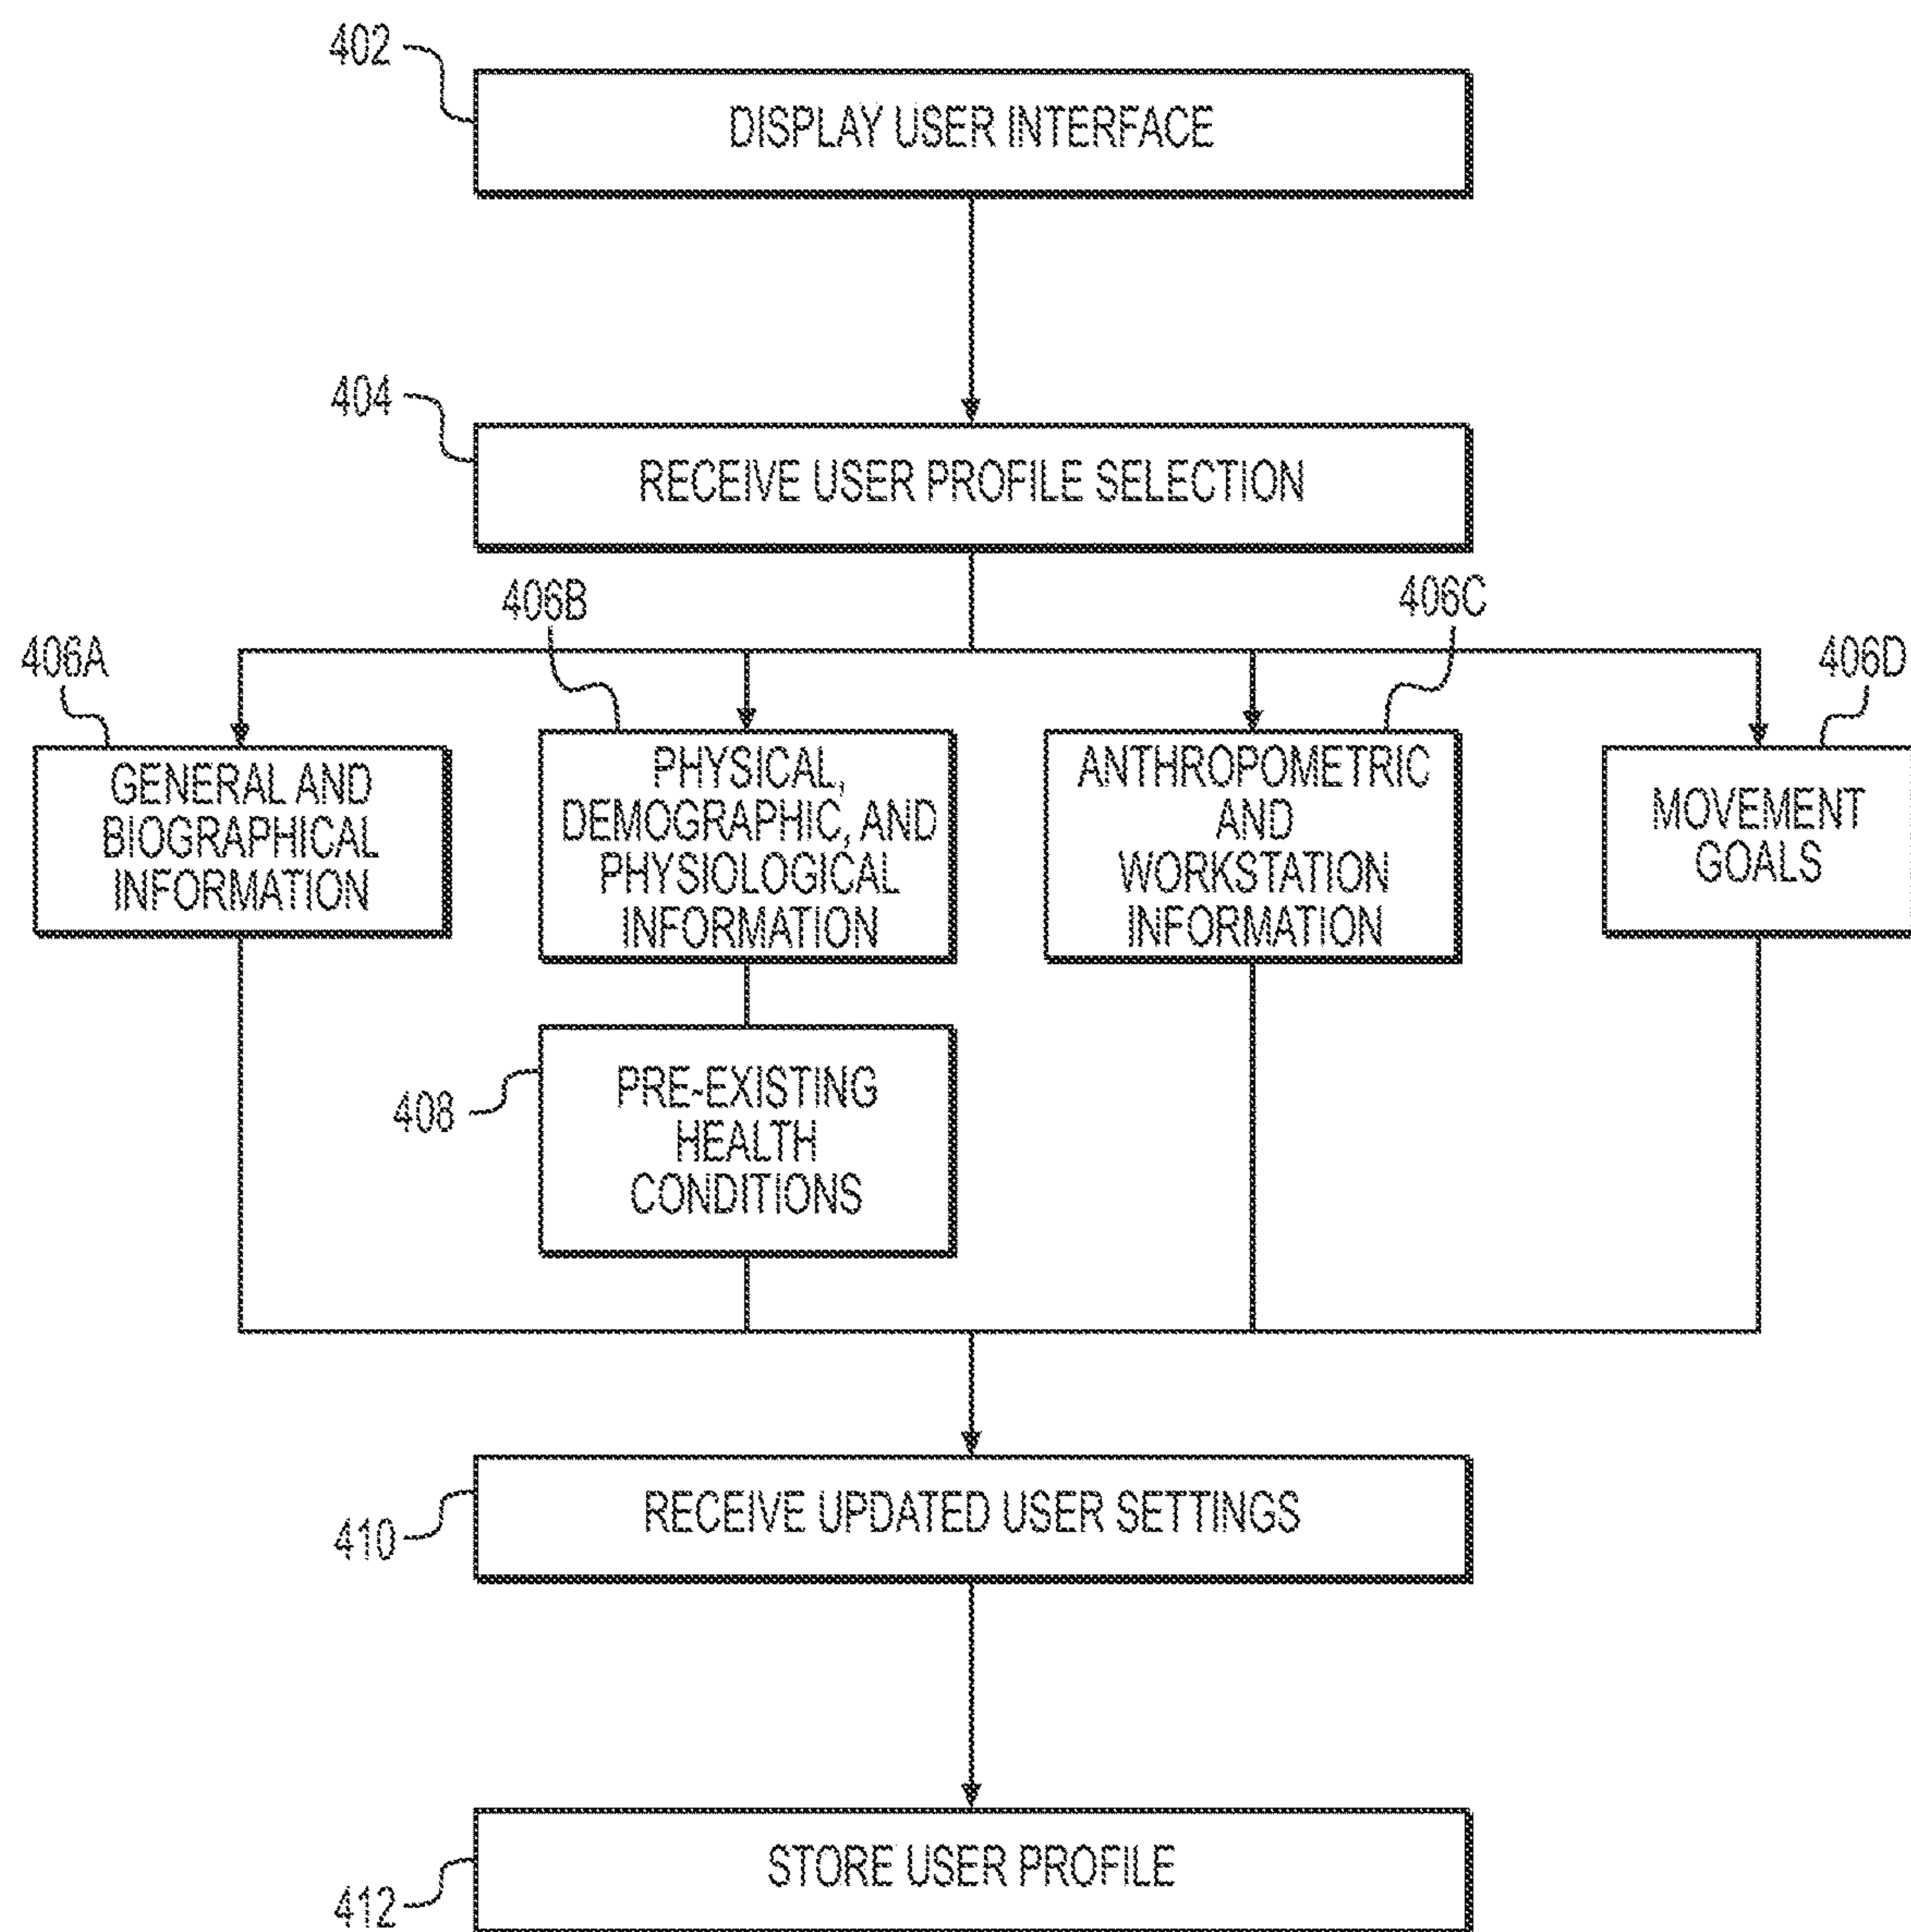 402
DISPLAY USER INTERFACE
404
RECEIVE USER PROFILE SELECTION
406A
406B
406C
406D
GENERAL AND
BIOGRAPHICAL
INFORMATION
PHYSICAL,
DEMOGRAPHIC, AND
PHYSIOLOGICAL
INFORMATION
ANTHROPOMETRIC
AND
WORKSTATION
INFORMATION
MOVEMENT
GOALS
408
PRE-EXISTING
HEALTH
CONDITIONS
410
RECEIVE UPDATED USER SETTINGS
412
STORE USER PROFILE